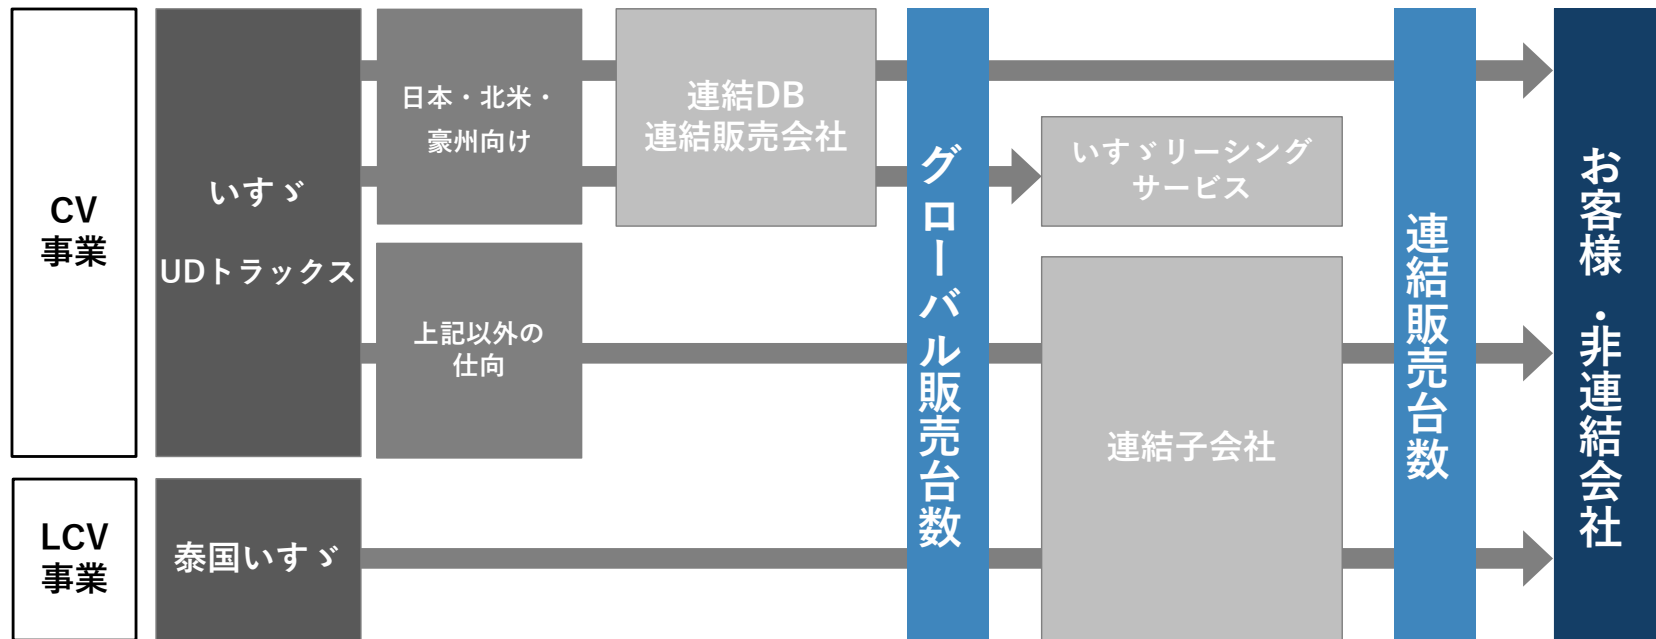 CV
事業
いすゞ
UDトラックス
日本・北米・
豪州向け
上記以外の
仕向
連結DB
連結販売会社
グローバル販売台数
いすゞリーシング
サービス
連結子会社
連結販売台数
お客様・非連結会社
LCV
事業
泰国いすゞ